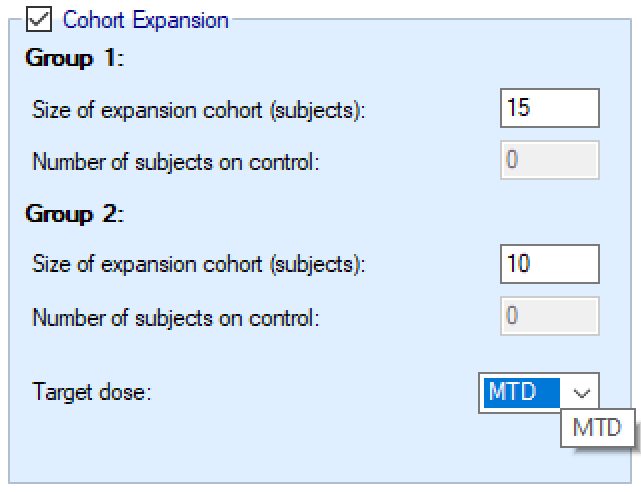 Cohort Expansion
Group 1:
Size of expansion cohort (subjects): 15
Number of subjects on control: 0
Group 2:
Size of expansion cohort (subjects): 10
Number of subjects on control: 0
Target dose: MTD
MTD